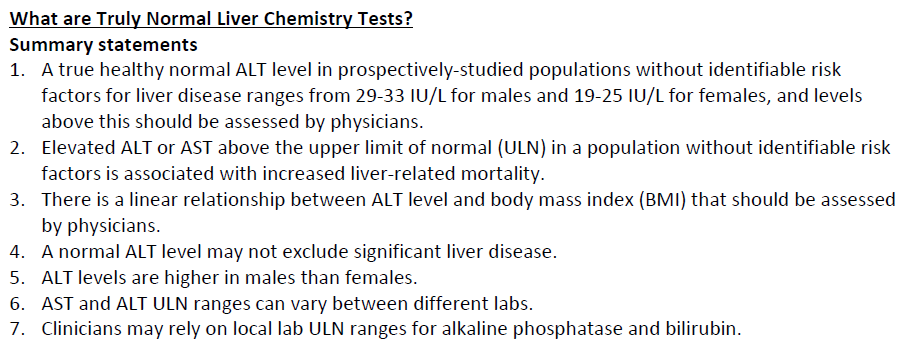 What are Truly Normal Liver Chemistry Tests?
Summary statements
1. A true healthy normal ALT level in prospectively-studied populations without identifiable risk
factors for liver disease ranges from 29-33 IU/L for males and 19-25 IU/L for females, and levels
above this should be assessed by physicians.
2. Elevated ALT or AST above the upper limit of normal (ULN) in a population without identifiable risk
factors is associated with increased liver-related mortality.
3. There is a linear relationship between ALT level and body mass index (BMI) that should be assessed
by physicians.
4. A normal ALT level may not exclude significant liver disease.
5. ALT levels are higher in males than females.
6. AST and ALT ULN ranges can vary between different labs.
7. Clinicians may rely on local lab ULN ranges for alkaline phosphatase and bilirubin.